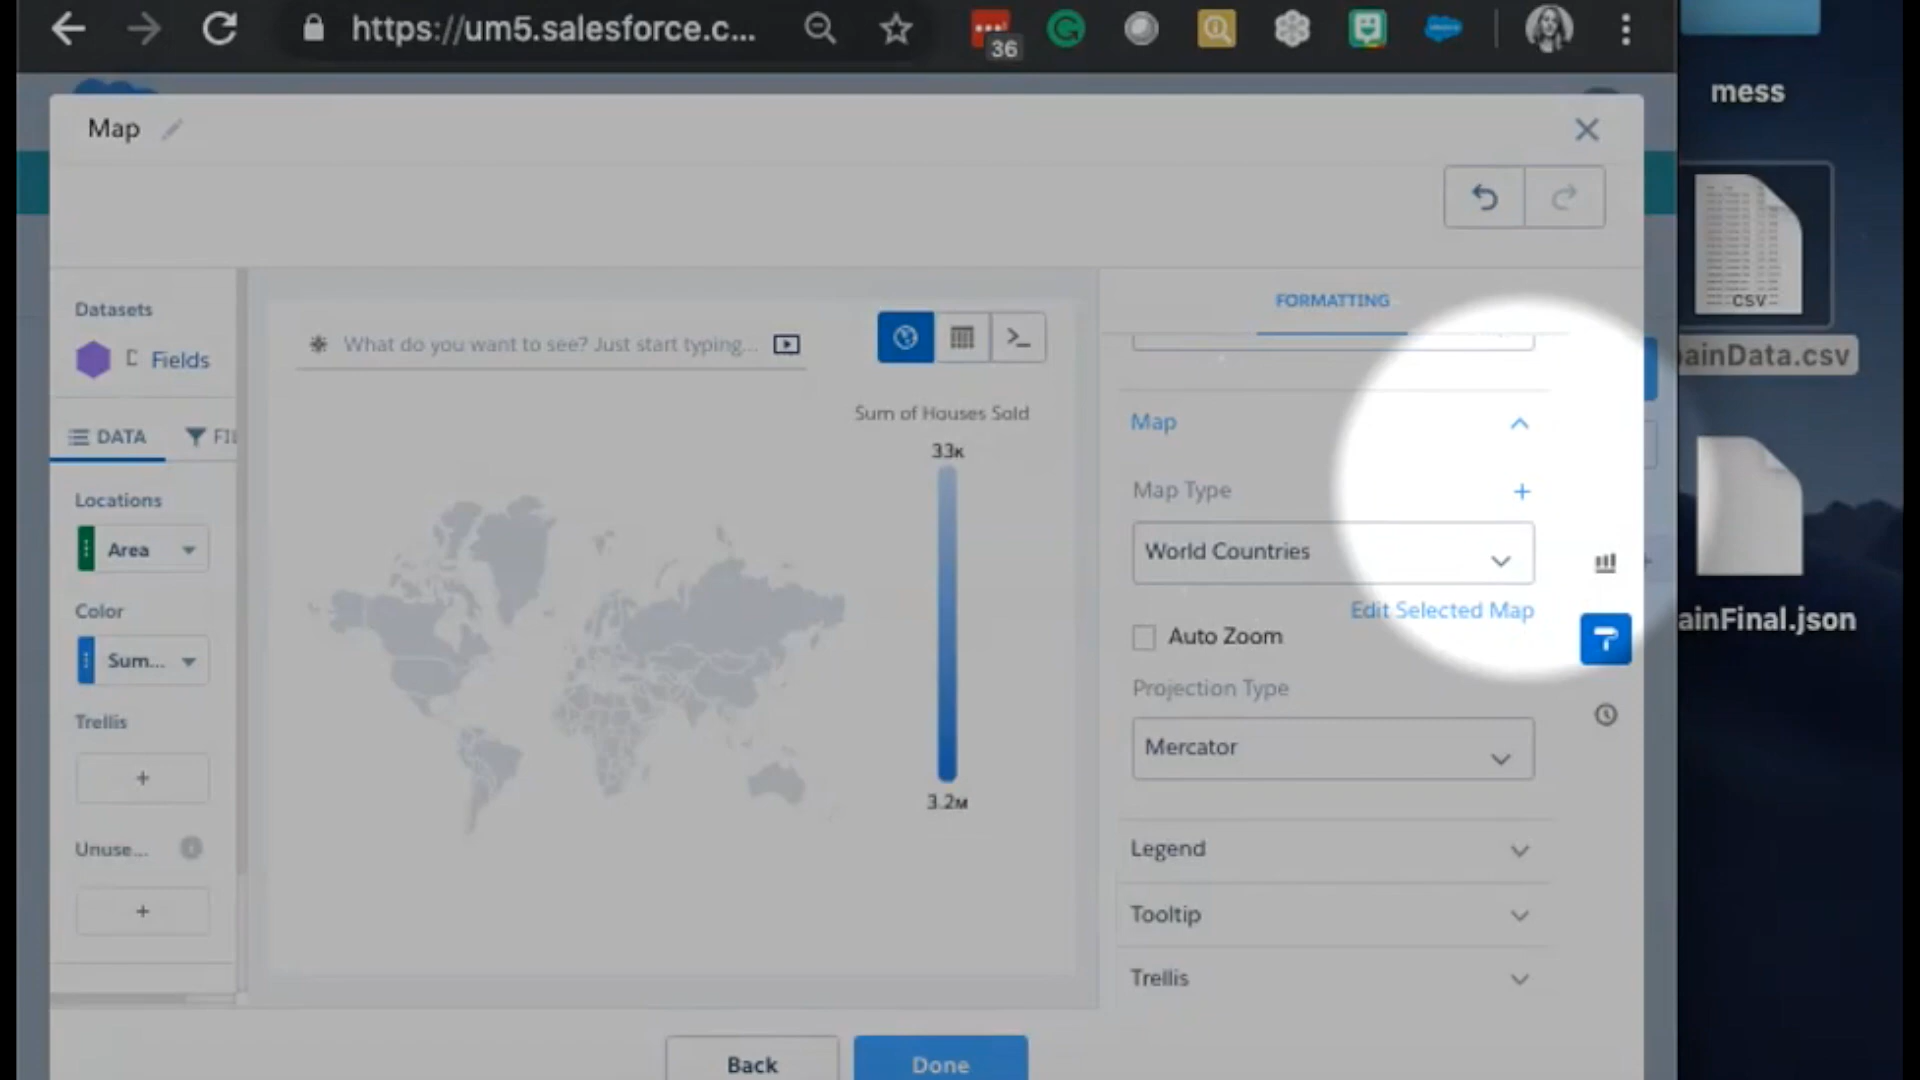 https://um5.salesforce.c...
36
mess
Map
CSV
ainData.csv
ainFinal.json
Datasets
Fields
DATA
FIL
Locations
Area
Color
Sum...
Trellis
+
Unuse...
+
What do you want to see? Just start typing...
Sum of Houses Sold
33K
3.2M
FORMATTING
Map
Map Type
+
World Countries
Edit Selected Map
Auto Zoom
Projection Type
Mercator
Legend
Tooltip
Trellis
Back
Done